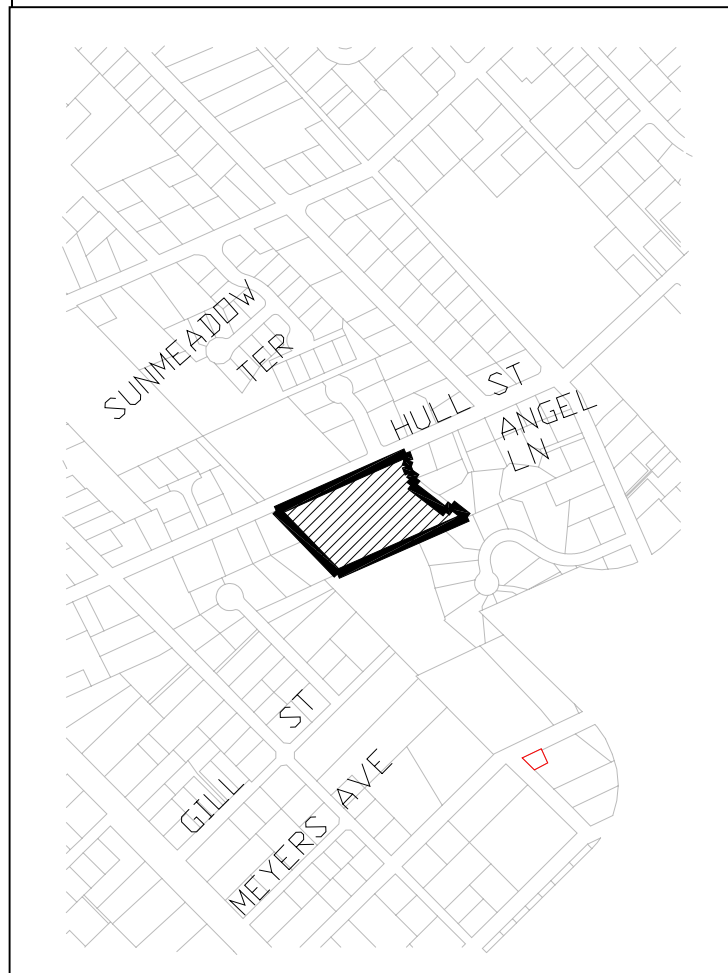 SUNMEADOW
TER
HULL ST
ANGEL
LN
GILL ST
MEYERS AVE